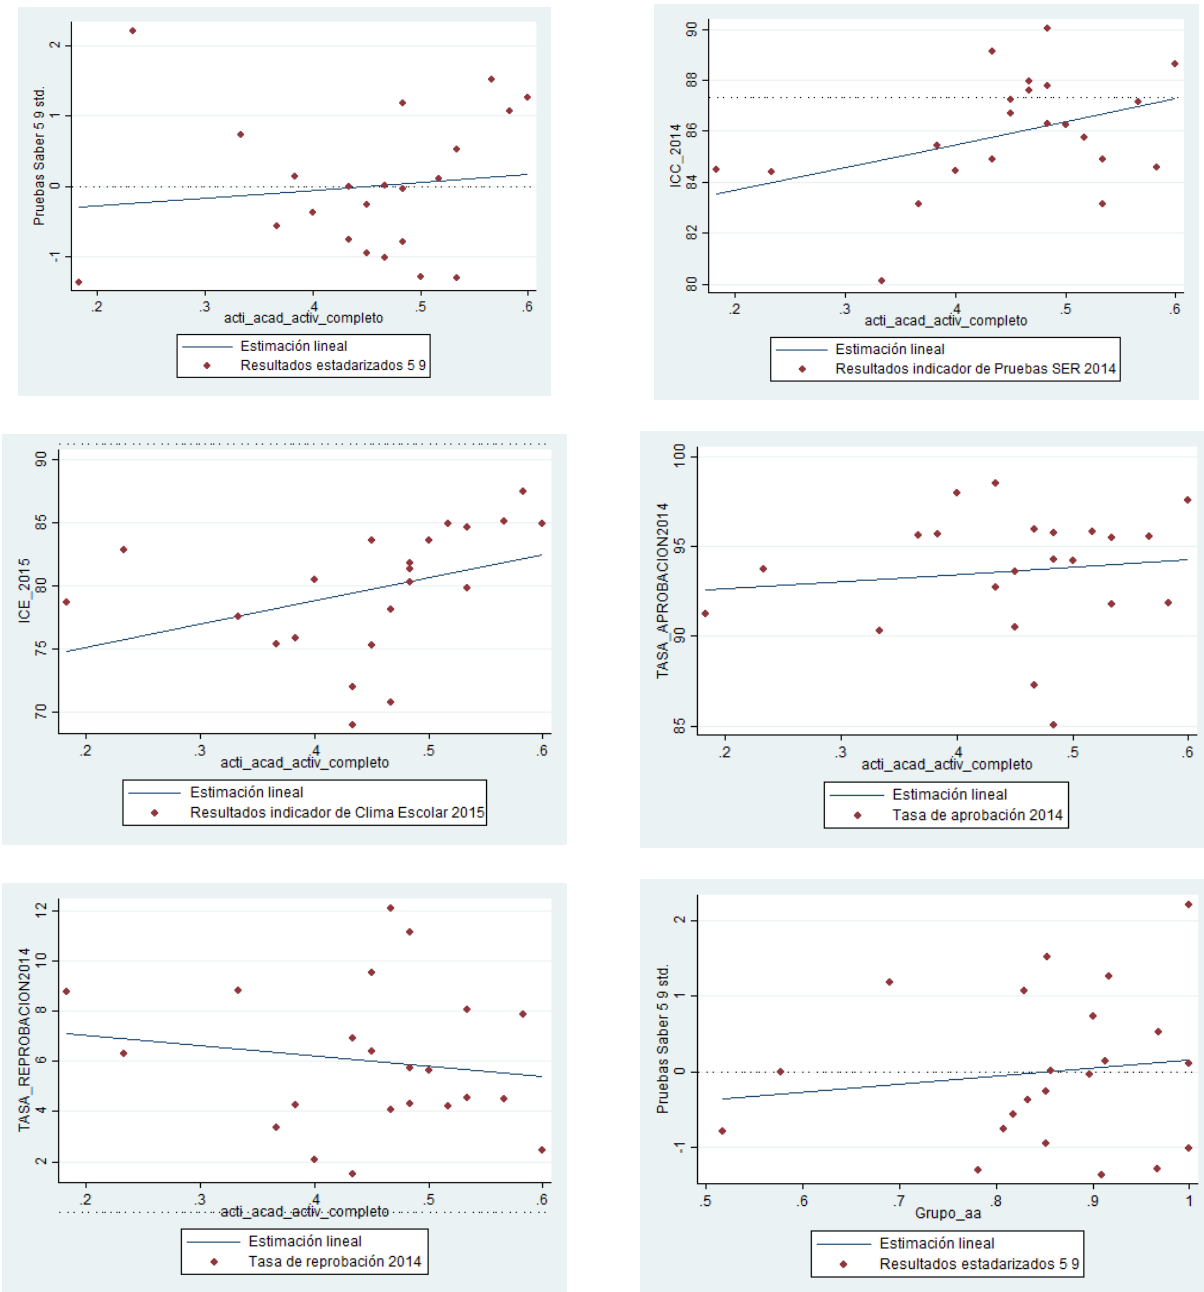 Pruebas Saber 5 9 std.
2
1
0
-1
.2 .3 .4 .5 .6
acti_acad_activ_completo
Estimación lineal
Resultados estadarizados 5 9
ICC_2014
90
88
86
84
82
80
.2 .3 .4 .5 .6
acti_acad_activ_completo
Estimación lineal
Resultados indicador de Pruebas SER 2014
ICE_2015
90
85
80
75
70
.2 .3 .4 .5 .6
acti_acad_activ_completo
Estimación lineal
Resultados indicador de Clima Escolar 2015
TASA_APROBACION2014
100
95
90
85
.2 .3 .4 .5 .6
acti_acad_activ_completo
Estimación lineal
Tasa de aprobación 2014
TASA_REPROBACION2014
12
10
8
6
4
2
.2 .3 .4 .5 .6
acti_acad_activ_completo
Estimación lineal
Tasa de reprobación 2014
Pruebas Saber 5 9 std.
2
1
0
-1
.5 .6 .7 .8 .9 1
Grupo_aa
Estimación lineal
Resultados estadarizados 5 9